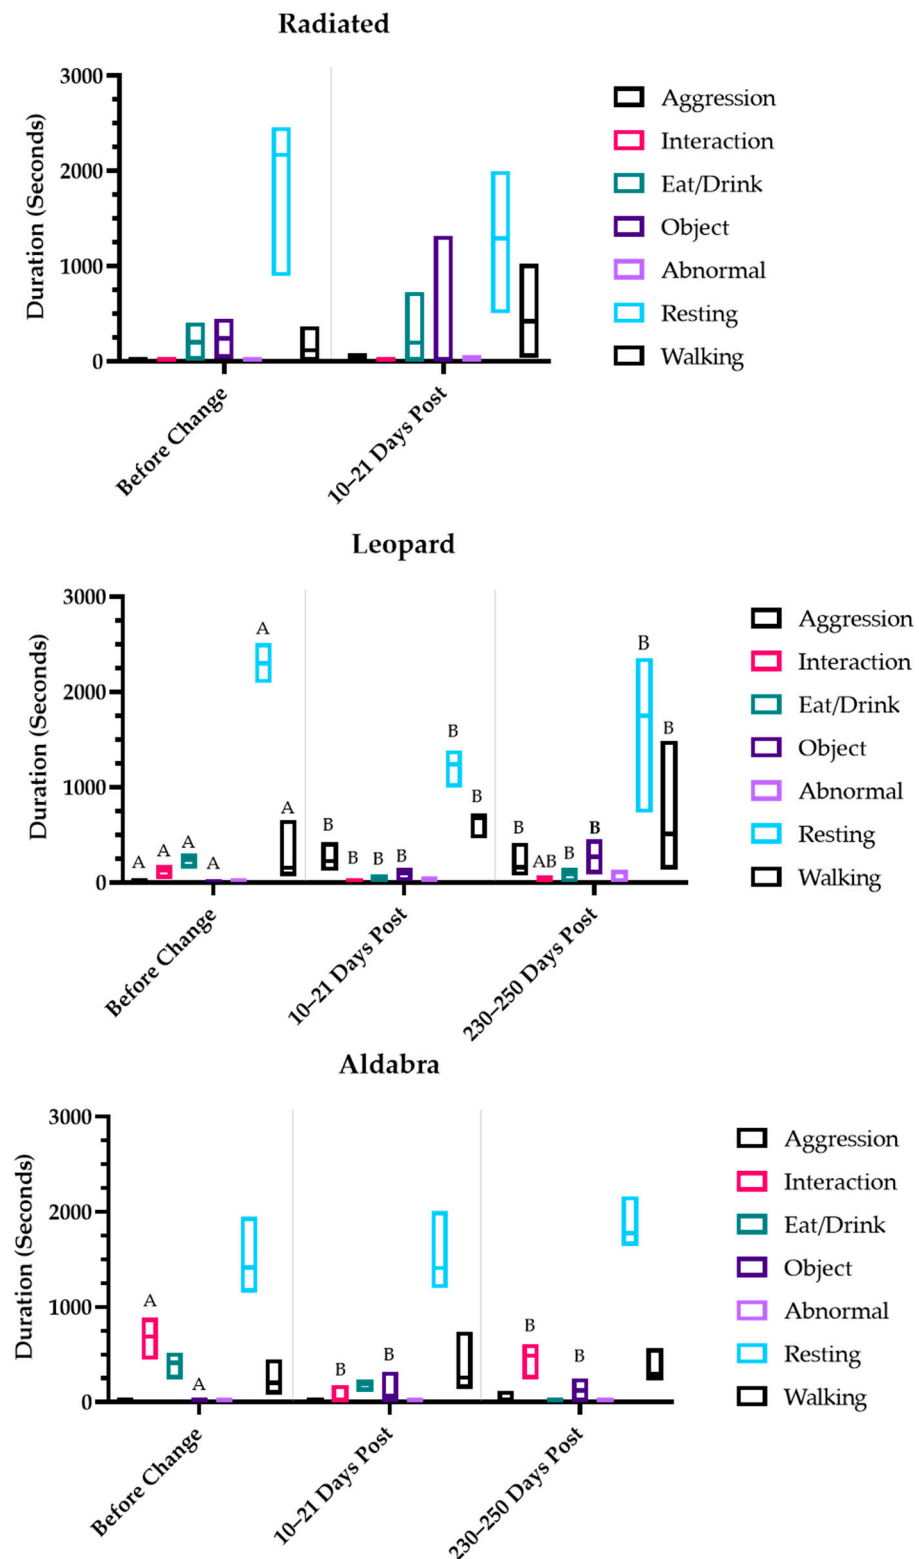 Radiated
3000
2000
1000
0
Duration (Seconds)
Before Change
10–21 Days Post
Aggression
Interaction
Eat/Drink
Object
Abnormal
Resting
Walking
Leopard
3000
2000
1000
0
Duration (Seconds)
A
A
A
A
A
A
B
B
B
B
B
B
B
AB
B
B
B
B
Before Change
10–21 Days Post
230–250 Days Post
Aggression
Interaction
Eat/Drink
Object
Abnormal
Resting
Walking
Aldabra
3000
2000
1000
0
Duration (Seconds)
A
A
B
B
B
B
Before Change
10–21 Days Post
230–250 Days Post
Aggression
Interaction
Eat/Drink
Object
Abnormal
Resting
Walking